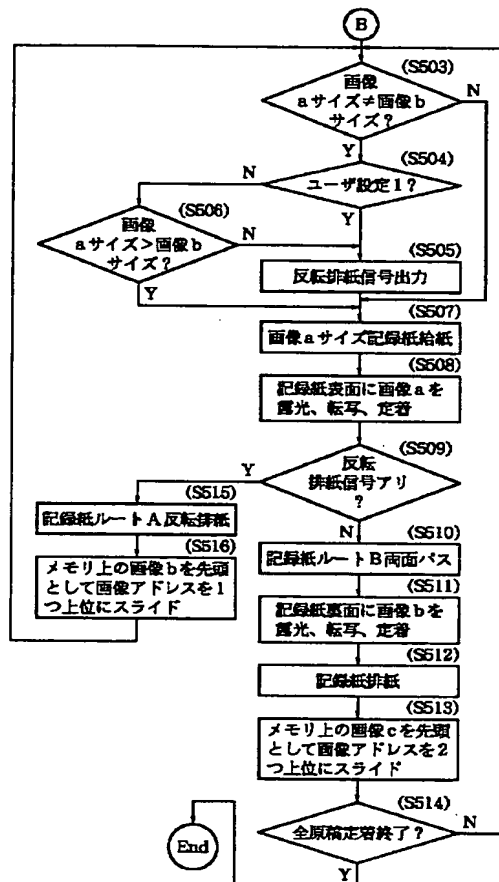 B
(S503)
画像
aサイズ≠画像b
サイズ?
N
Y
(S504)
N
ユーザ設定1?
(S506)
Y
画像
aサイズ>画像b
サイズ?
N
(S505)
反転排紙信号出力
Y
(S507)
画像aサイズ記録紙給紙
(S508)
記録紙表面に画像aを
露光、転写、定着
(S509)
反転
排紙信号アリ
?
Y
(S515)
記録紙ルートA反転排紙
N
(S510)
記録紙ルートB両面パス
(S516)
メモリ上の画像bを先頭
として画像アドレスを1
つ上位にスライド
(S511)
記録紙裏面に画像bを
露光、転写、定着
(S512)
記録紙排紙
(S513)
メモリ上の画像cを先頭
として画像アドレスを2
つ上位にスライド
(S514)
全原稿定着終了?
N
Y
End